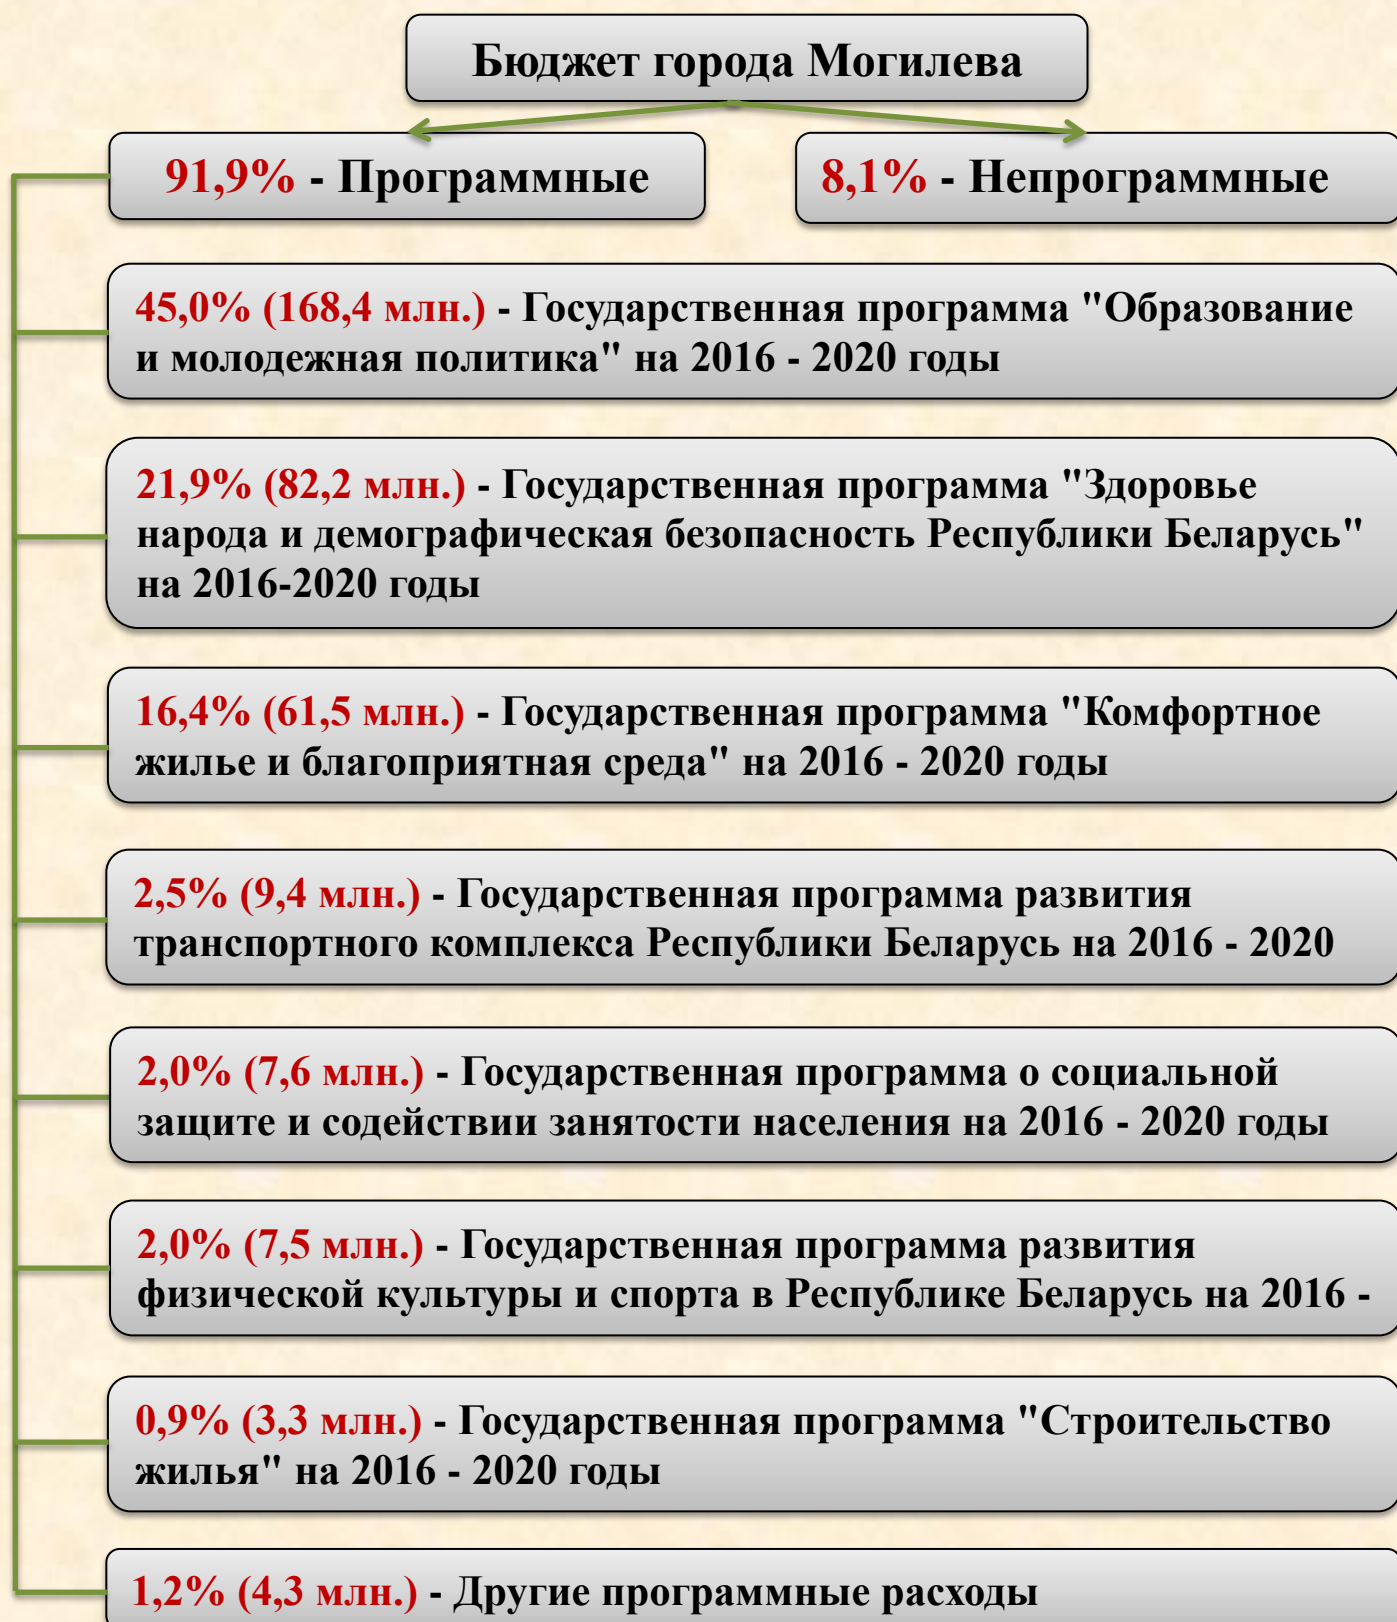 Бюджет города Могилева
91,9% - Программные
8,1% - Непрограммные
45,0% (168,4 млн.) - Государственная программа "Образование
и молодежная политика" на 2016 - 2020 годы
21,9% (82,2 млн.) - Государственная программа "Здоровье
народа и демографическая безопасность Республики Беларусь"
на 2016-2020 годы
16,4% (61,5 млн.) - Государственная программа "Комфортное
жилье и благоприятная среда" на 2016 - 2020 годы
2,5% (9,4 млн.) - Государственная программа развития
транспортного комплекса Республики Беларусь на 2016 - 2020
2,0% (7,6 млн.) - Государственная программа о социальной
защите и содействии занятости населения на 2016 - 2020 годы
2,0% (7,5 млн.) - Государственная программа развития
физической культуры и спорта в Республике Беларусь на 2016 -
0,9% (3,3 млн.) - Государственная программа "Строительство
жилья" на 2016 - 2020 годы
1,2% (4,3 млн.) - Другие программные расходы